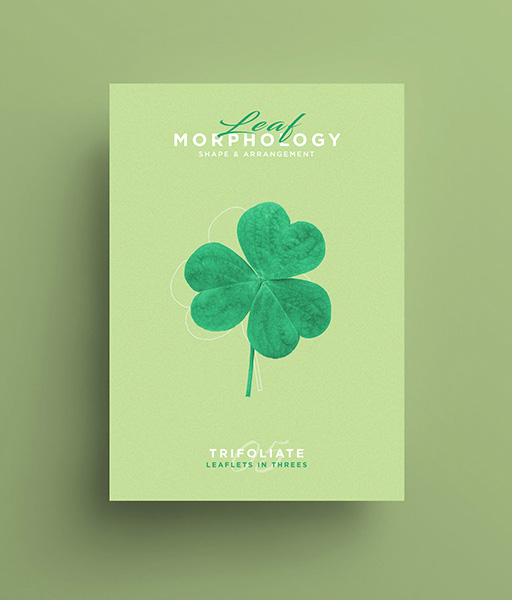 Leaf
MORPHOLOGY
SHAPE & ARRANGEMENT
TRIFOLIATE
LEAFLETS IN THREES